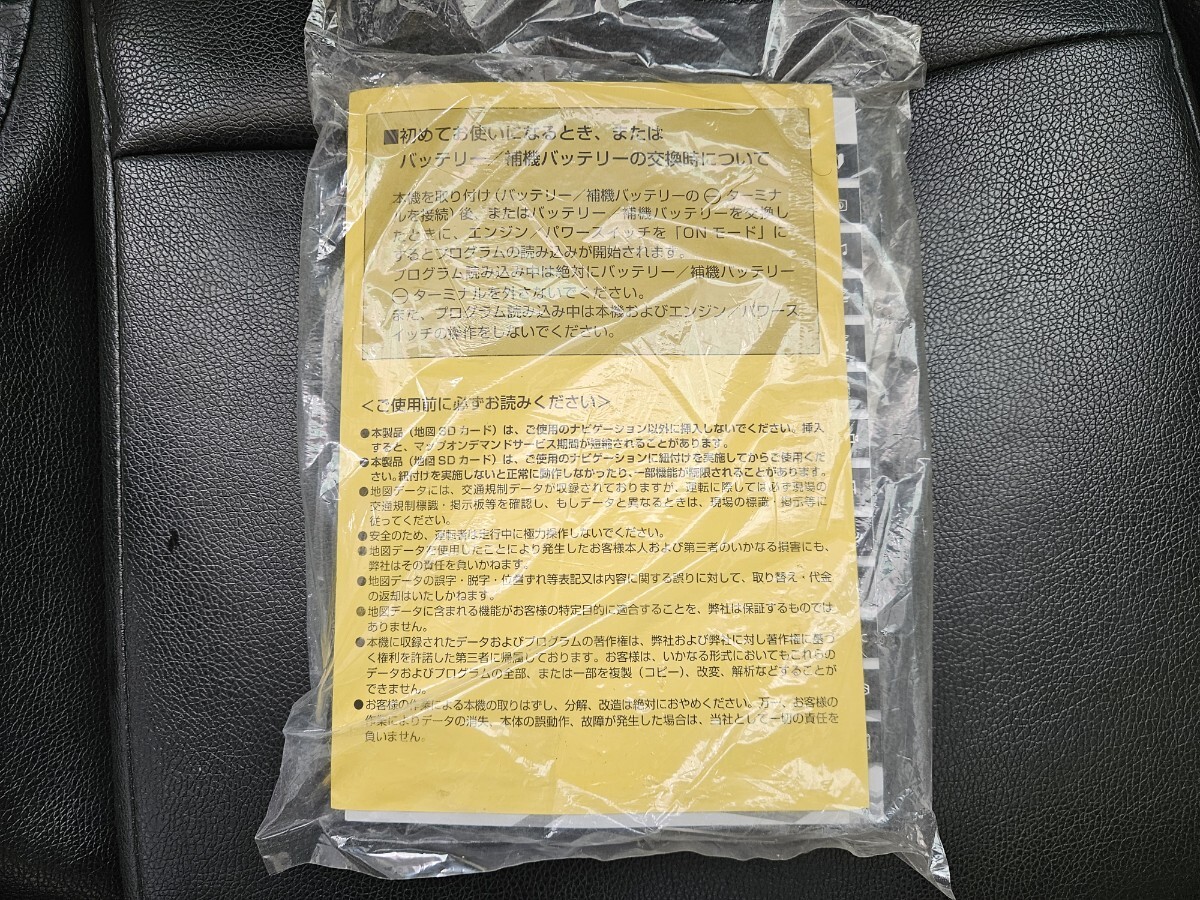 ■初めてお使いになるとき、または
バッテリー／補機バッテリーの交換時について
本機を取り付け（バッテリー／補機バッテリーの ⊖ ターミナ
ルを接続）後、またはバッテリー／補機バッテリーを交換し
たときに、エンジン／パワースイッチを「ON モード」に
するとプログラムの読み込みが開始されます。
プログラム読み込み中は絶対にバッテリー／補機バッテリー
⊖ ターミナルを外さないでください。
また、プログラム読み込み中は本機およびエンジン／パワース
イッチの操作をしないでください。
＜ご使用前に必ずお読みください＞
●本製品（地図 SD カード）は、ご使用のナビゲーション以外に挿入しないでください。挿入
すると、マップオンデマンドサービス期間が短縮されることがあります。
●本製品（地図 SD カード）は、ご使用のナビゲーションに紐付けを実施してからご使用くだ
さい。紐付けを実施しないと正常に動作しなかったり、一部機能が制限されることがあります。
●地図データには、交通規制データが収録されておりますが、運転に際しては必ず現場の
交通規制標識・掲示板等を確認し、もしデータと異なるときは、現場の標識・掲示等に
従ってください。
●安全のため、運転者は走行中に極力操作しないでください。
●地図データを使用したことにより発生したお客様本人および第三者のいかなる損害にも、
弊社はその責任を負いかねます。
●地図データの誤字・脱字・位置ずれ等表記又は内容に関する誤りに対して、取り替え・代金
の返却はいたしかねます。
●地図データに含まれる機能がお客様の特定目的に適合することを、弊社は保証するものでは
ありません。
●本機に収録されたデータおよびプログラムの著作権は、弊社および弊社に対し著作権に基づ
く権利を許諾した第三者に帰属しております。お客様は、いかなる形式においてもこれらの
データおよびプログラムの全部、または一部を複製（コピー）、改変、解析などすることが
できません。
●お客様の作業による本機の取りはずし、分解、改造は絶対におやめください。万一、お客様の
作業によりデータの消失、本体の誤動作、故障が発生した場合は、当社として一切の責任を
負いません。